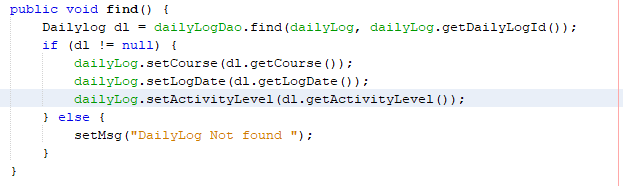 public void find() {
    Dailylog dl = dailyLogDao.find(dailyLog, dailyLog.getDailyLogId());
    if (dl != null) {
        dailyLog.setCourse(dl.getCourse());
        dailyLog.setLogDate(dl.getLogDate());
        dailyLog.setActivityLevel(dl.getActivityLevel());
    } else {
        setMsg("DailyLog Not found ");
    }
}